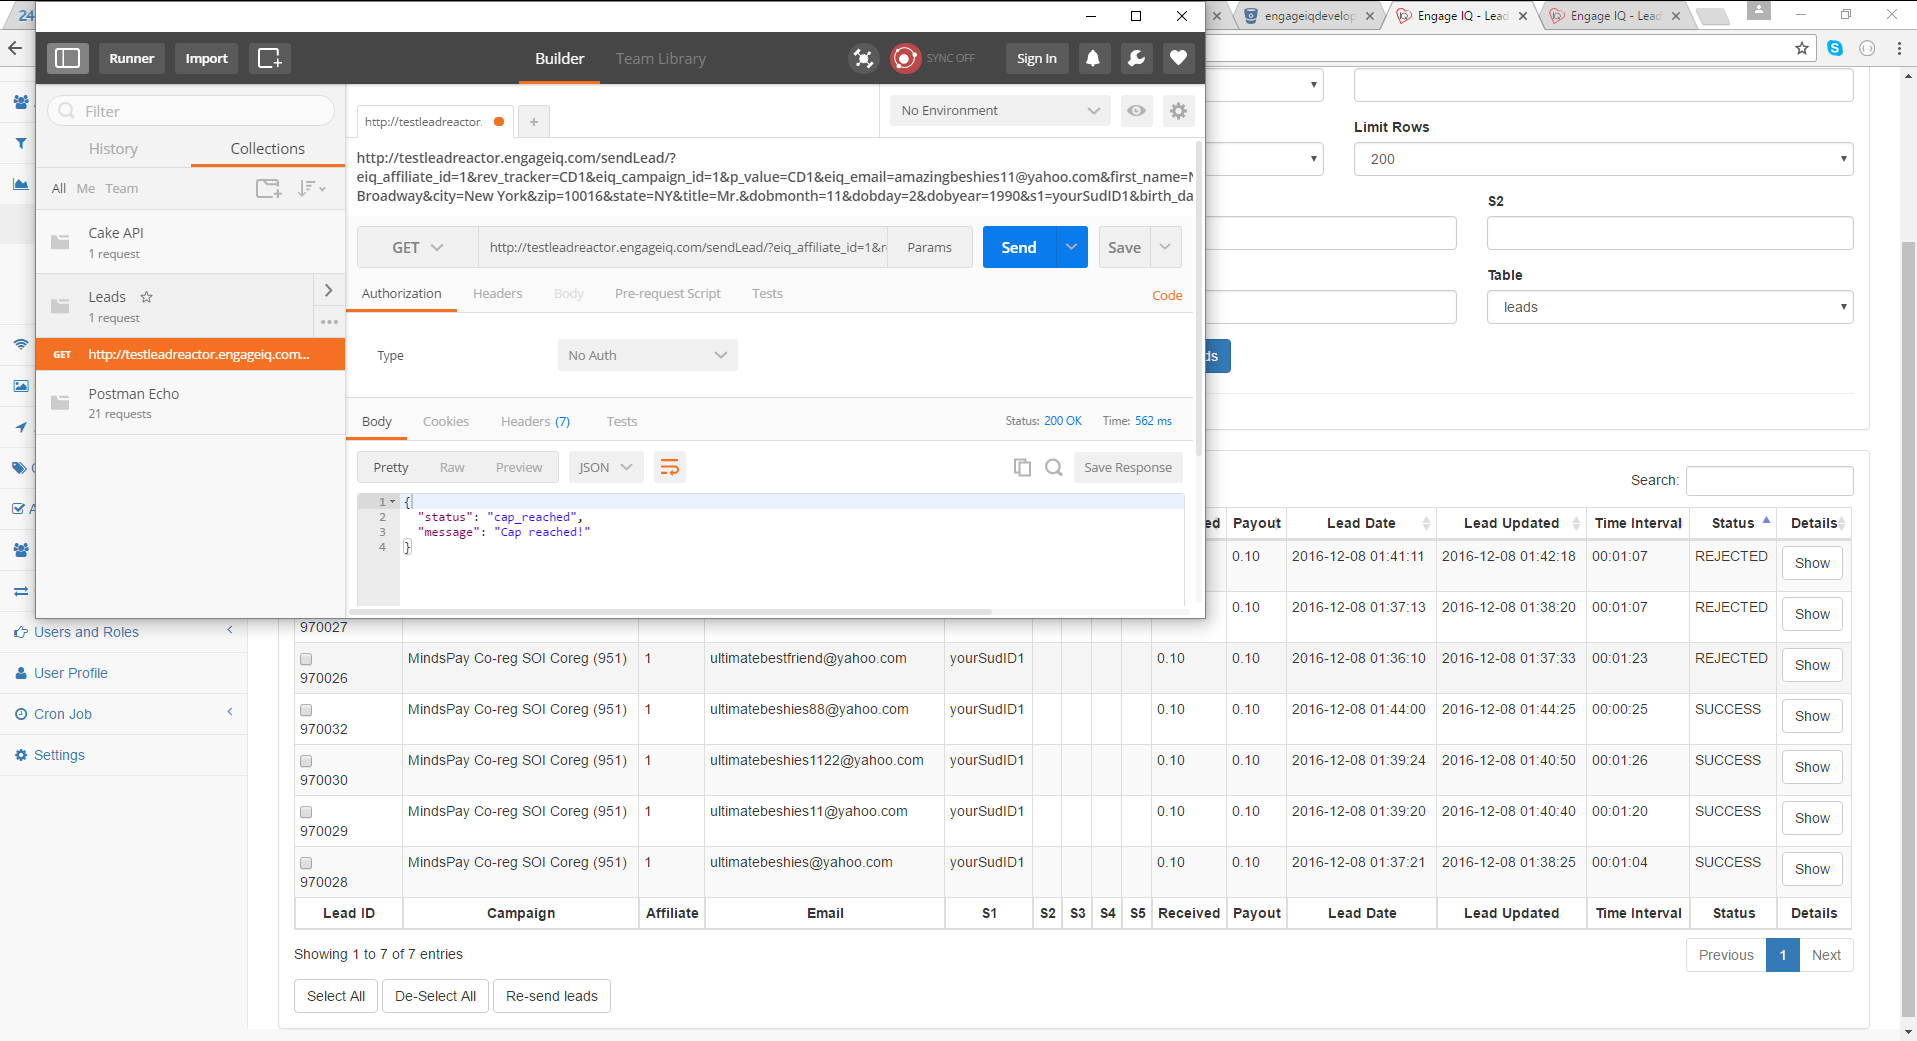 24
engageiqdevelop
Engage IQ - Lead
Engage IQ - Lead
Runner
Import
Builder
Team Library
SYNC OFF
Sign In
Filter
History
Collections
All Me Team
Cake API
1 request
Leads
1 request
GET http://testleadreactor.engageiq.com...
Postman Echo
21 requests
http://testleadreactor.
+
No Environment
http://testleadreactor.engageiq.com/sendLead/?
eiq_affiliate_id=1&rev_tracker=CD1&eiq_campaign_id=1&p_value=CD1&eiq_email=amazingbeshies11@yahoo.com&first_name=N
Broadway&city=New York&zip=10016&state=NY&title=Mr.&dobmonth=11&dobday=2&dobyear=1990&s1=yourSudID1&birth_da
GET http://testleadreactor.engageiq.com/sendLead/?eiq_affiliate_id=1&r Params Send Save
Authorization Headers Body Pre-request Script Tests Code
Type No Auth
Body Cookies Headers (7) Tests Status: 200 OK Time: 562 ms
Pretty Raw Preview JSON Save Response
1 {
2 "status": "cap_reached",
3 "message": "Cap reached!"
4 }
Limit Rows
200
S2
Table
leads
ds
Search:
ed Payout Lead Date Lead Updated Time Interval Status Details
0.10 2016-12-08 01:41:11 2016-12-08 01:42:18 00:01:07 REJECTED Show
970027 0.10 2016-12-08 01:37:13 2016-12-08 01:38:20 00:01:07 REJECTED Show
970026 MindsPay Co-reg SOI Coreg (951) 1 ultimatebestfriend@yahoo.com yourSudID1 0.10 0.10 2016-12-08 01:36:10 2016-12-08 01:37:33 00:01:23 REJECTED Show
970032 MindsPay Co-reg SOI Coreg (951) 1 ultimatebeshies88@yahoo.com yourSudID1 0.10 0.10 2016-12-08 01:44:00 2016-12-08 01:44:25 00:00:25 SUCCESS Show
970030 MindsPay Co-reg SOI Coreg (951) 1 ultimatebeshies1122@yahoo.com yourSudID1 0.10 0.10 2016-12-08 01:39:24 2016-12-08 01:40:50 00:01:26 SUCCESS Show
970029 MindsPay Co-reg SOI Coreg (951) 1 ultimatebeshies11@yahoo.com yourSudID1 0.10 0.10 2016-12-08 01:39:20 2016-12-08 01:40:40 00:01:20 SUCCESS Show
970028 MindsPay Co-reg SOI Coreg (951) 1 ultimatebeshies@yahoo.com yourSudID1 0.10 0.10 2016-12-08 01:37:21 2016-12-08 01:38:25 00:01:04 SUCCESS Show
Lead ID Campaign Affiliate Email S1 S2 S3 S4 S5 Received Payout Lead Date Lead Updated Time Interval Status Details
Showing 1 to 7 of 7 entries
Previous 1 Next
Select All De-Select All Re-send leads
Users and Roles
User Profile
Cron Job
Settings